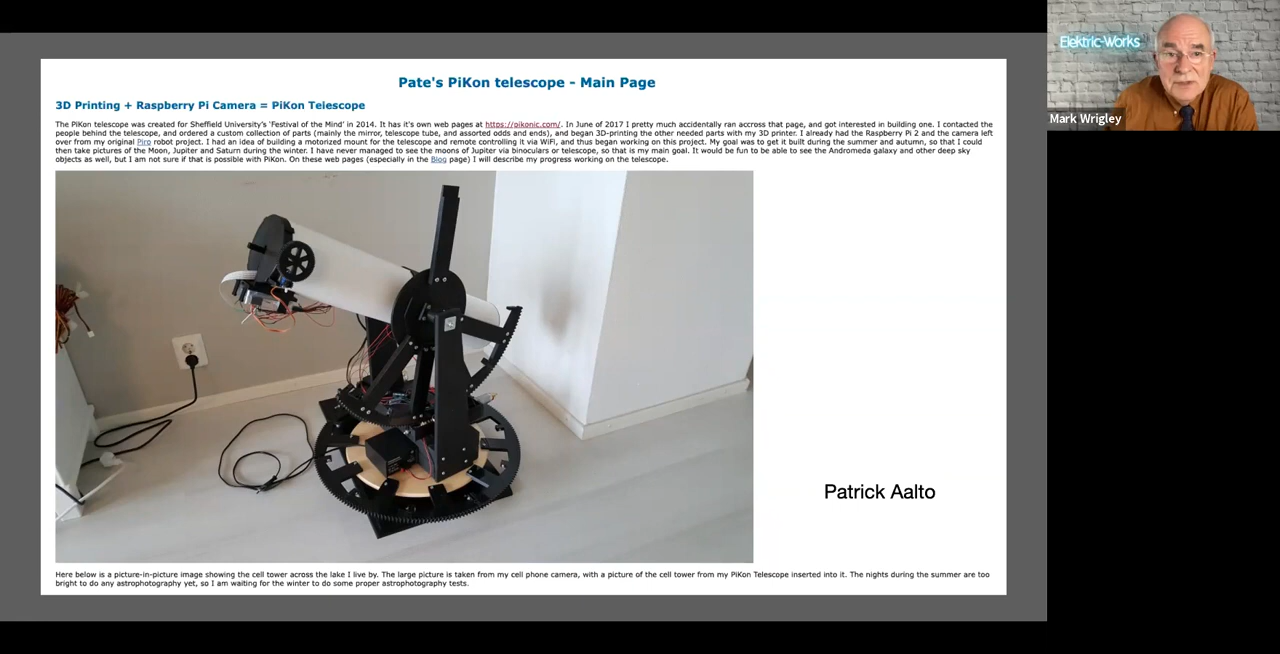 Pate's PiKon telescope - Main Page
3D Printing + Raspberry Pi Camera = PiKon Telescope
The PiKon telescope was created for Sheffield University's 'Festival of the Mind' in 2014. It has it's own web pages at https://pikonic.com/. In June of 2017 I pretty much accidentally ran accross that page, and got interested in building one. I contacted the
people behind the telescope, and ordered a custom collection of parts (mainly the mirror, telescope tube, and assorted odds and ends), and began 3D-printing the other needed parts with my 3D printer. I already had the Raspberry Pi 2 and the camera left
over from my original Piro robot project. I had an idea of building a motorized mount for the telescope and remote controlling it via WiFi, and thus began working on this project. My goal was to get it built during the summer and autumn, so that I could
then take pictures of the Moon, Jupiter and Saturn during the winter. I have never managed to see the moons of Jupiter via binoculars or telescope, so that is my main goal. It would be fun to be able to see the Andromeda galaxy and other deep sky
objects as well, but I am not sure if that is possible with PiKon. On these web pages (especially in the Blog page) I will describe my progress working on the telescope.
Patrick Aalto
Here below is a picture-in-picture image showing the cell tower across the lake I live by. The large picture is taken from my cell phone camera, with a picture of the cell tower from my PiKon Telescope inserted into it. The nights during the summer are too
bright to do any astrophotography yet, so I am waiting for the winter to do some proper astrophotography tests.
Elektric-Works
Mark Wrigley